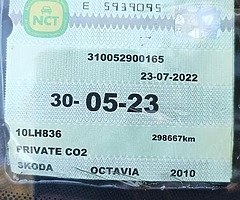 E 5939095
NCT
310052900165
23-07-2022
30-05-23
10LH836 298667km
PRIVATE CO2
SKODA OCTAVIA 2010